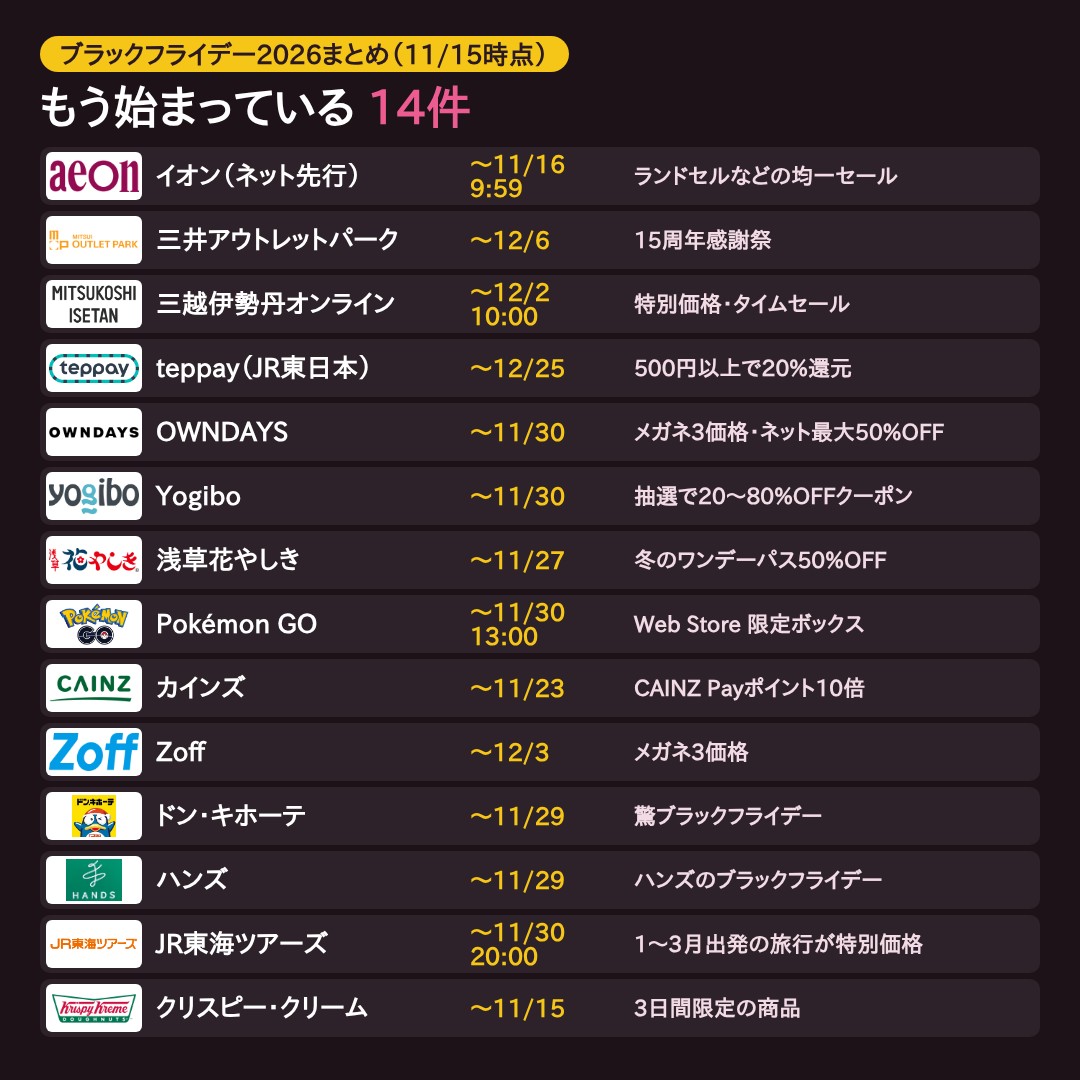 ブラックフライデー2026まとめ（11/15時点）
もう始まっている 14件
aeon イオン（ネット先行） 〜11/16 9:59 ランドセルなどの均一セール
MITSUI OUTLET PARK 三井アウトレットパーク 〜12/6 15周年感謝祭
MITSUKOSHI ISETAN 三越伊勢丹オンライン 〜12/2 10:00 特別価格・タイムセール
teppay teppay（JR東日本） 〜12/25 500円以上で20%還元
OWNDAYS OWNDAYS 〜11/30 メガネ3価格・ネット最大50%OFF
yogibo Yogibo 〜11/30 抽選で20〜80%OFFクーポン
浅草花やしき 浅草花やしき 〜11/27 冬のワンデーパス50%OFF
POKÉMON GO Pokémon GO 〜11/30 13:00 Web Store 限定ボックス
CAINZ カインズ 〜11/23 CAINZ Payポイント10倍
Zoff Zoff 〜12/3 メガネ3価格
ドン・キホーテ ドン・キホーテ 〜11/29 驚ブラックフライデー
HANDS ハンズ 〜11/29 ハンズのブラックフライデー
JR東海ツアーズ JR東海ツアーズ 〜11/30 20:00 1〜3月出発の旅行が特別価格
Krispy Kreme DOUGHNUTS クリスピー・クリーム 〜11/15 3日間限定の商品